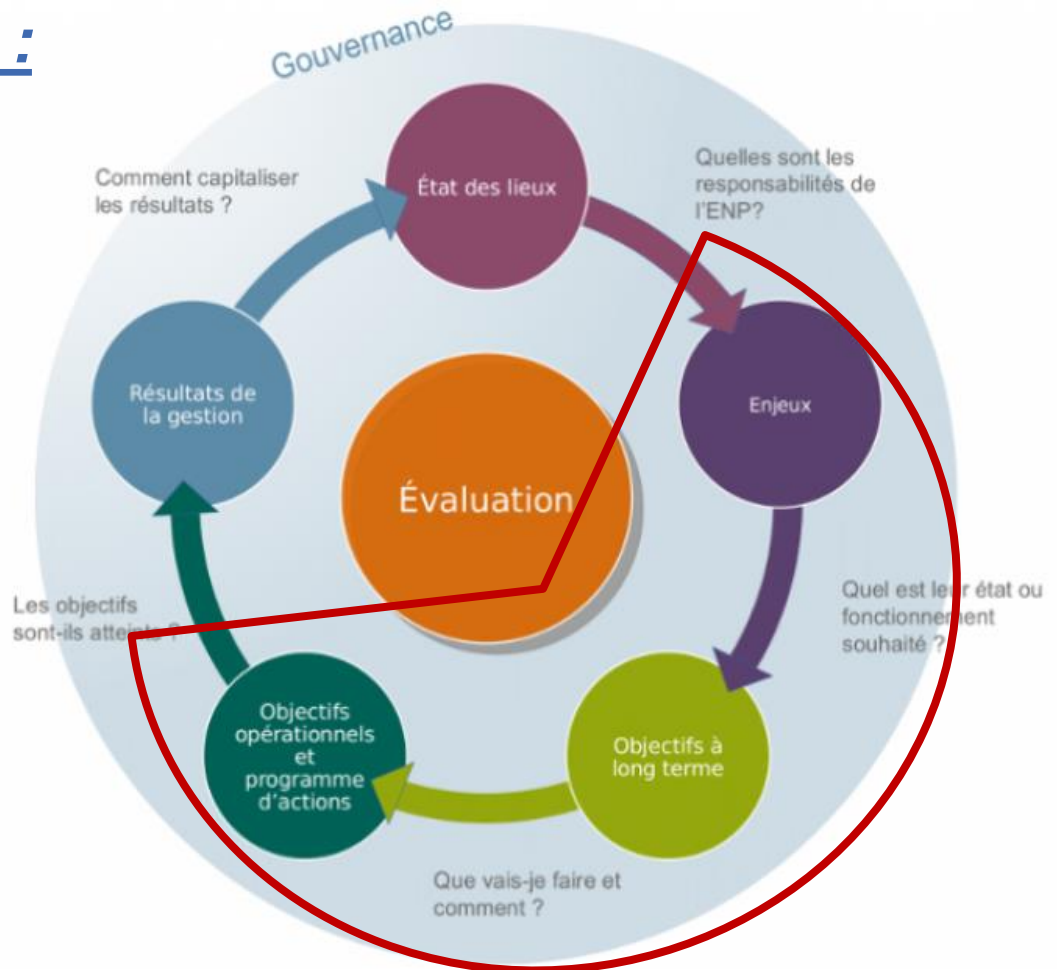 :
Gouvernance
Comment capitaliser
les résultats ?
État des lieux
Quelles sont les
responsabilités de
l'ENP?
Résultats de
la gestion
Enjeux
Évaluation
Les objectifs
sont-ils atteints ?
Quel est leur état ou
fonctionnement
souhaité ?
Objectifs
opérationnels
et
programme
d'actions
Objectifs à
long terme
Que vais-je faire et
comment ?